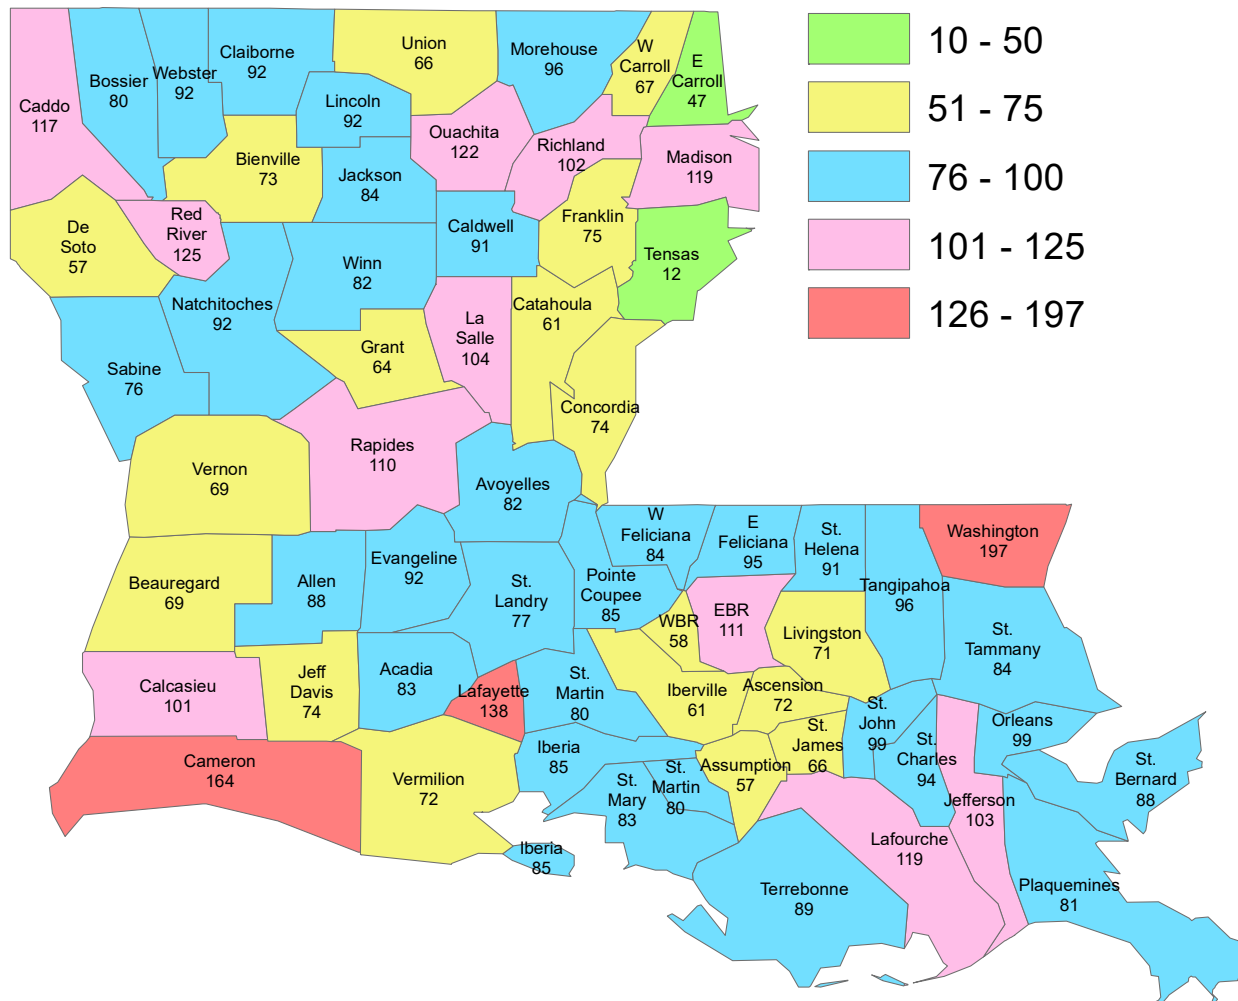 Caddo
117
Bossier
80
Webster
92
Claiborne
92
Union
66
Morehouse
96
W
Carroll
67
E
Carroll
47
Lincoln
92
Ouachita
122
Richland
102
Madison
119
Bienville
73
Jackson
84
De
Soto
57
Red
River
125
Caldwell
91
Franklin
75
Tensas
12
Winn
82
Natchitoches
92
Catahoula
61
La
Salle
104
Grant
64
Sabine
76
Concordia
74
Rapides
110
Vernon
69
Avoyelles
82
W
Feliciana
84
E
Feliciana
95
St.
Helena
91
Washington
197
Tangipahoa
96
Beauregard
69
Allen
88
Evangeline
92
St.
Landry
77
Pointe
Coupee
85
WBR
58
EBR
111
Livingston
71
St.
Tammany
84
Calcasieu
101
Jeff
Davis
74
Acadia
83
Lafayette
138
St.
Martin
80
Iberville
61
Ascension
72
St.
John
99
St.
James
66
St.
Charles
94
Orleans
99
St.
Bernard
88
Cameron
164
Vermilion
72
Iberia
85
St.
Mary
83
St.
Martin
80
Assumption
57
Jefferson
103
Lafourche
119
Iberia
85
Terrebonne
89
Plaquemines
81
10 - 50
51 - 75
76 - 100
101 - 125
126 - 197